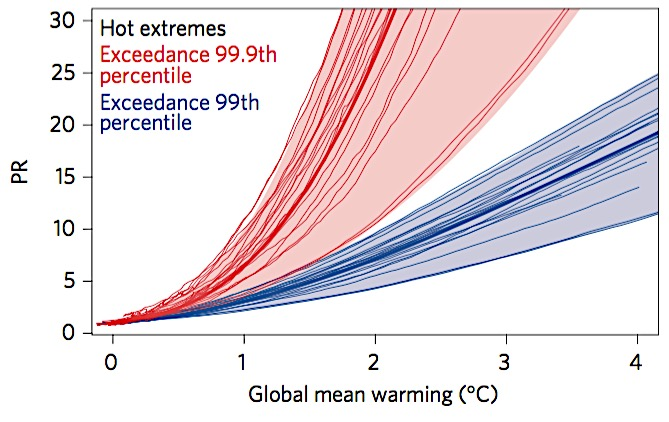 Hot extremes
Exceedance 99.9th
percentile
Exceedance 99th
percentile
PR
30
25
20
15
10
5
0
0 1 2 3 4
Global mean warming (°C)